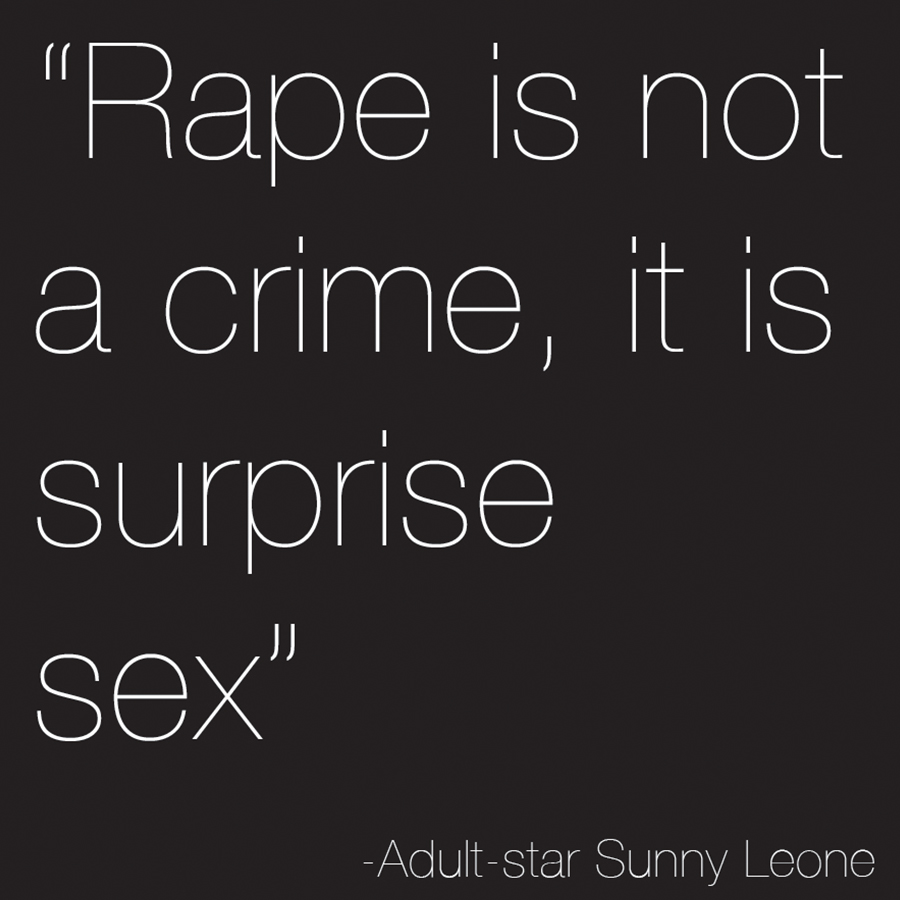 “Rape is not
a crime, it is
surprise
sex”
-Adult-star Sunny Leone